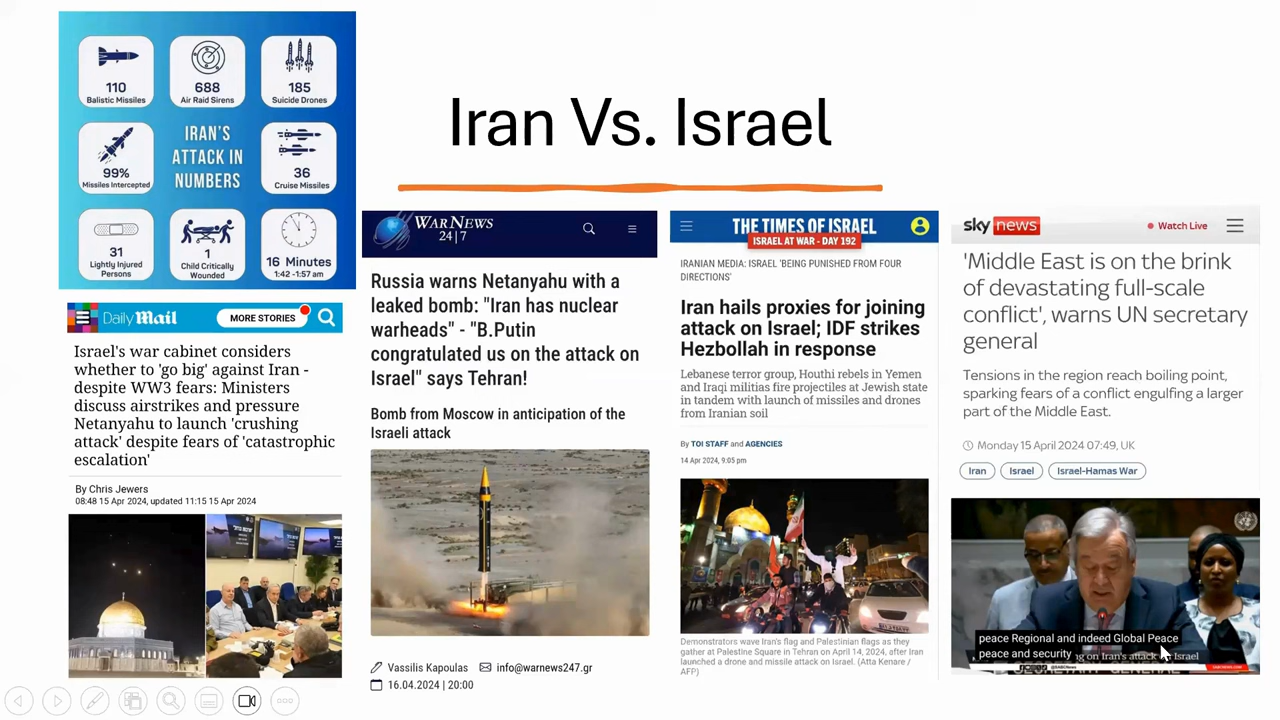 Iran Vs. Israel
110
Balistic Missiles
688
Air Raid Sirens
185
Suicide Drones
99%
Missiles Intercepted
IRAN'S
ATTACK IN
NUMBERS
36
Cruise Missiles
31
Lightly Injured
Persons
1
Child Critically
Wounded
16 Minutes
1:42 -1:57 am
Daily Mail
MORE STORIES
Israel's war cabinet considers
whether to 'go big' against Iran -
despite WW3 fears: Ministers
discuss airstrikes and pressure
Netanyahu to launch 'crushing
attack' despite fears of 'catastrophic
escalation'
By Chris Jewers
08:48 15 Apr 2024, updated 11:15 15 Apr 2024
WARNEWS
24|7
Russia warns Netanyahu with a
leaked bomb: "Iran has nuclear
warheads" - "B.Putin
congratulated us on the attack on
Israel" says Tehran!
Bomb from Moscow in anticipation of the
Israeli attack
Vassilis Kapoulas info@warnews247.gr
16.04.2024 | 20:00
THE TIMES OF ISRAEL
ISRAEL AT WAR - DAY 192
IRANIAN MEDIA: ISRAEL 'BEING PUNISHED FROM FOUR
DIRECTIONS'
Iran hails proxies for joining
attack on Israel; IDF strikes
Hezbollah in response
Lebanese terror group, Houthi rebels in Yemen
and Iraqi militias fire projectiles at Jewish state
in tandem with launch of missiles and drones
from Iranian soil
By TOI STAFF and AGENCIES
14 Apr 2024, 9:05 pm
Demonstrators wave Iran's flag and Palestinian flags as they
gather at Palestine Square in Tehran on April 14, 2024, after Iran
launched a drone and missile attack on Israel. (Atta Kenare /
AFP)
sky news
Watch Live
'Middle East is on the brink
of devastating full-scale
conflict', warns UN secretary
general
Tensions in the region reach boiling point,
sparking fears of a conflict engulfing a larger
part of the Middle East.
Monday 15 April 2024 07:49, UK
Iran
Israel
Israel-Hamas War
peace Regional and indeed Global Peace
peace and security
on Iran's attack Israel